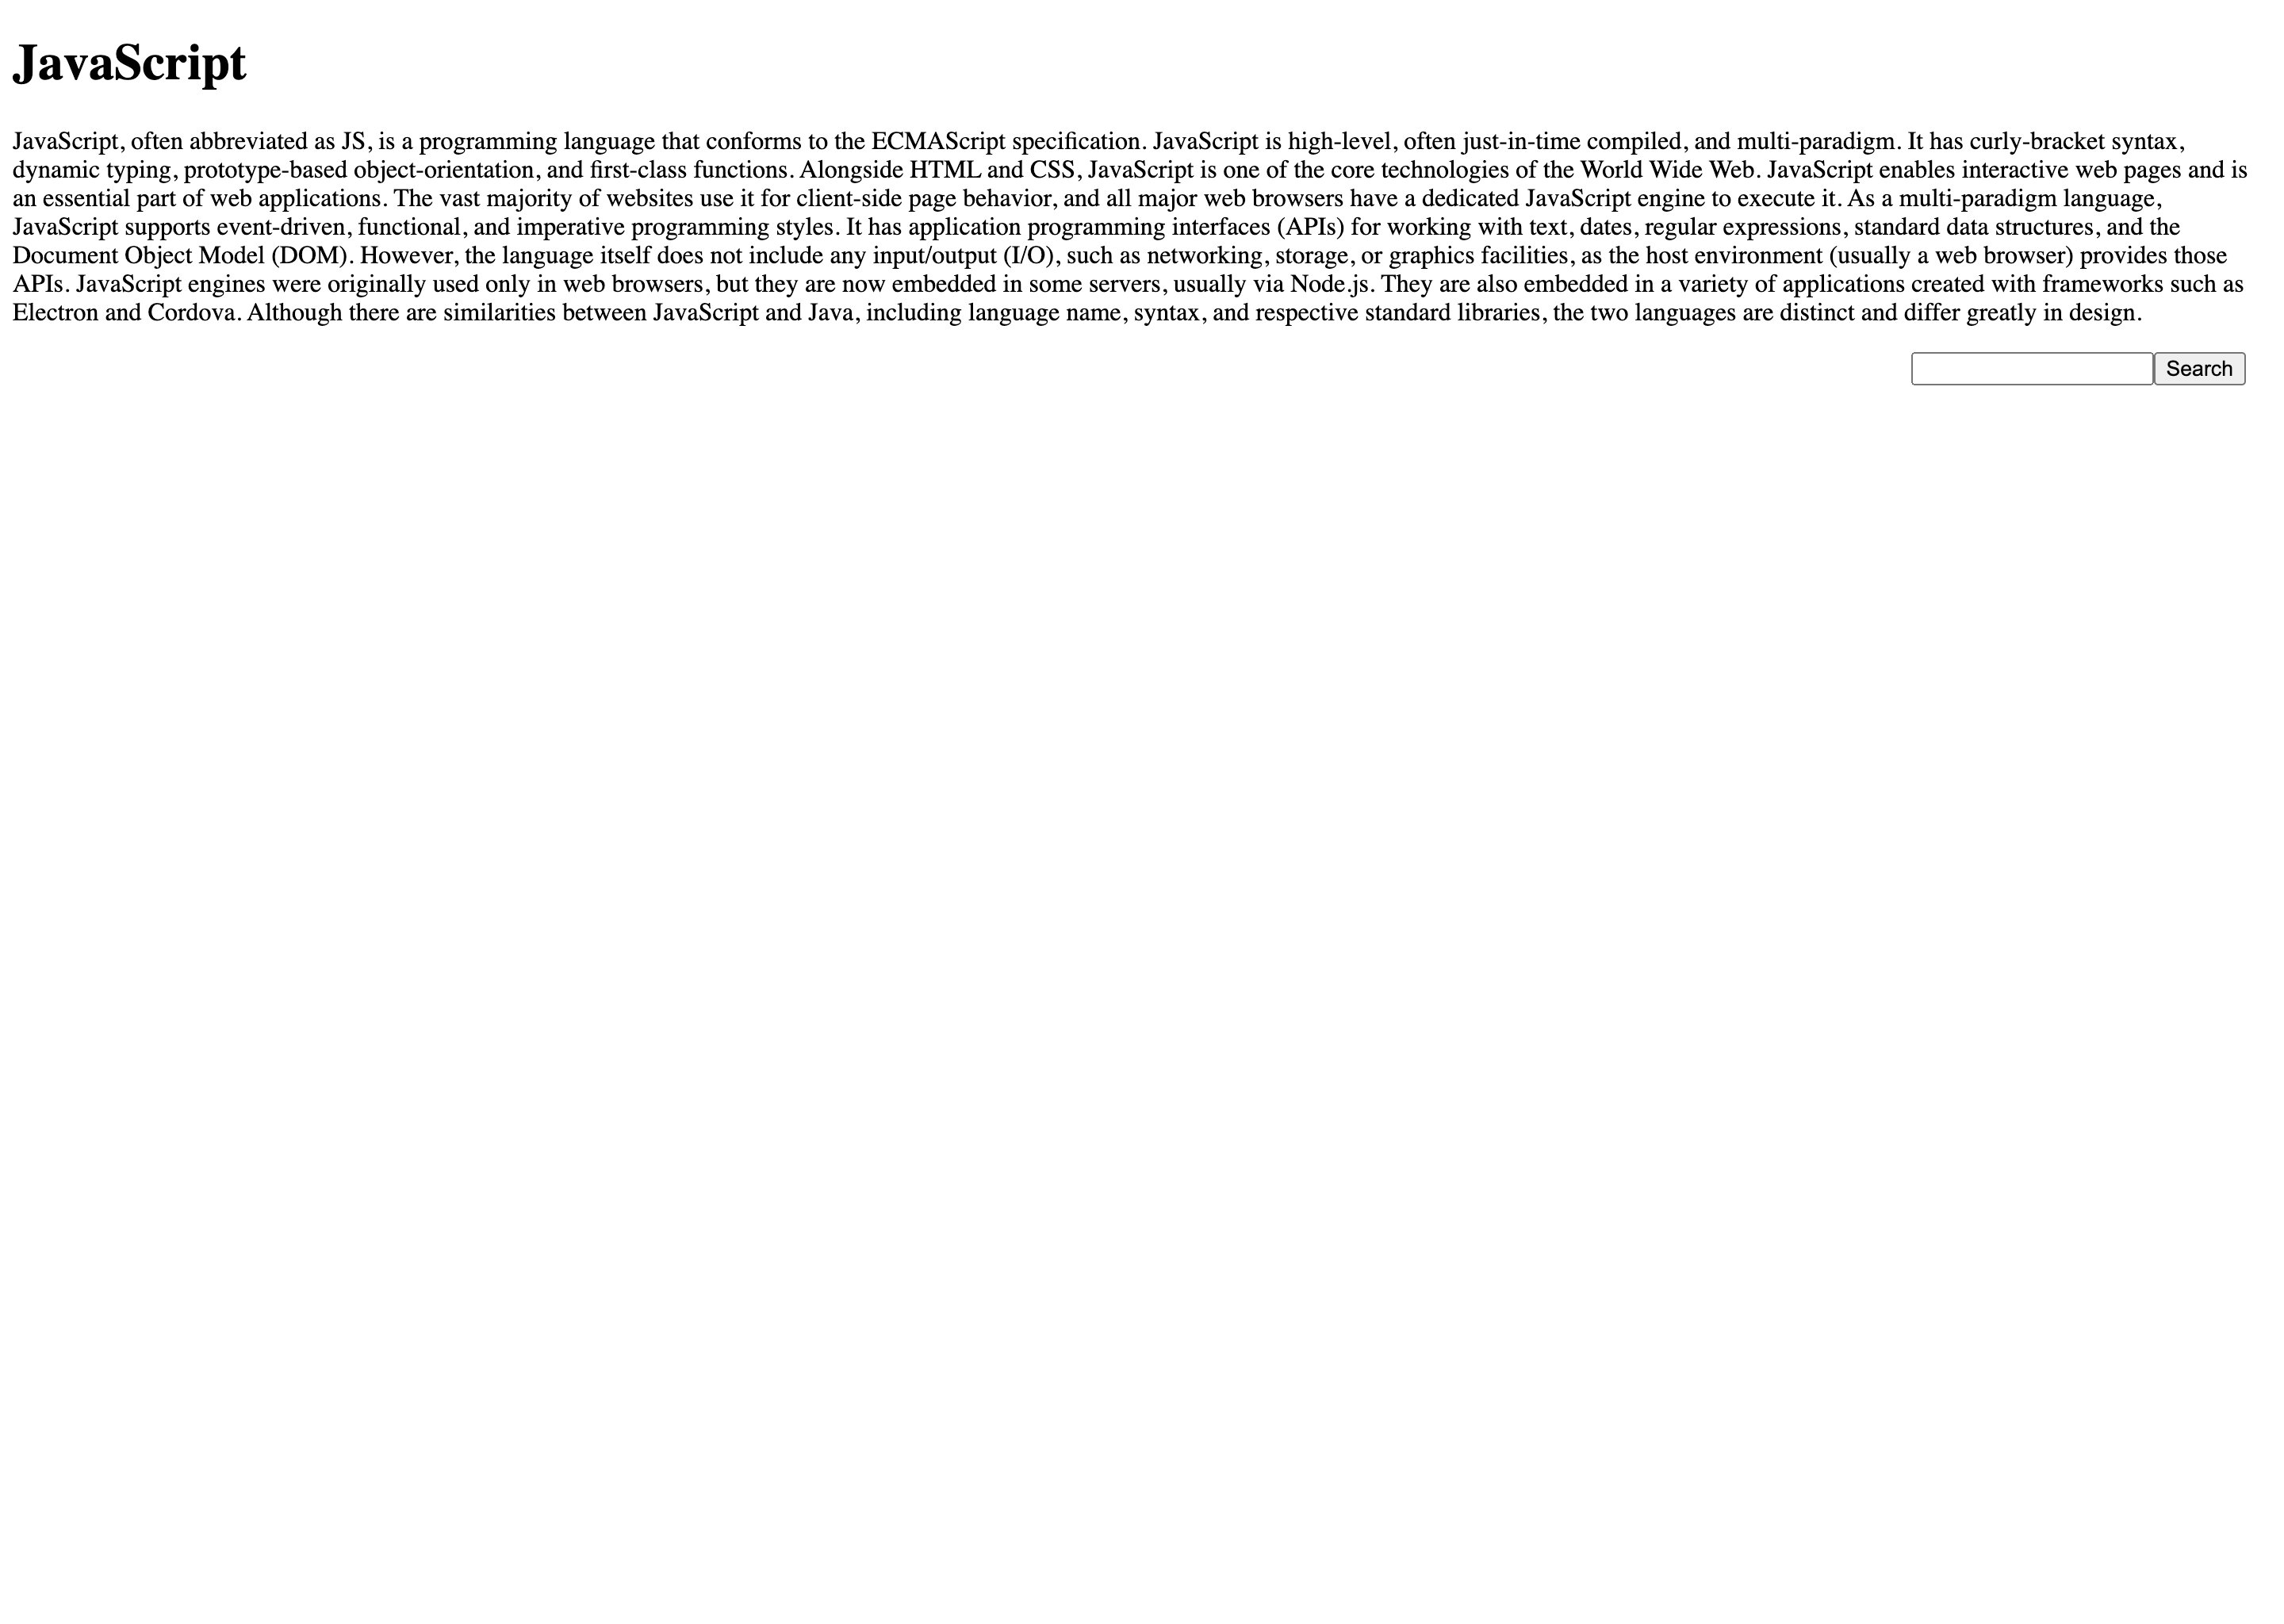 JavaScript
JavaScript, often abbreviated as JS, is a programming language that conforms to the ECMAScript specification. JavaScript is high-level, often just-in-time compiled, and multi-paradigm. It has curly-bracket syntax,
dynamic typing, prototype-based object-orientation, and first-class functions. Alongside HTML and CSS, JavaScript is one of the core technologies of the World Wide Web. JavaScript enables interactive web pages and is
an essential part of web applications. The vast majority of websites use it for client-side page behavior, and all major web browsers have a dedicated JavaScript engine to execute it. As a multi-paradigm language,
JavaScript supports event-driven, functional, and imperative programming styles. It has application programming interfaces (APIs) for working with text, dates, regular expressions, standard data structures, and the
Document Object Model (DOM). However, the language itself does not include any input/output (I/O), such as networking, storage, or graphics facilities, as the host environment (usually a web browser) provides those
APIs. JavaScript engines were originally used only in web browsers, but they are now embedded in some servers, usually via Node.js. They are also embedded in a variety of applications created with frameworks such as
Electron and Cordova. Although there are similarities between JavaScript and Java, including language name, syntax, and respective standard libraries, the two languages are distinct and differ greatly in design.
Search